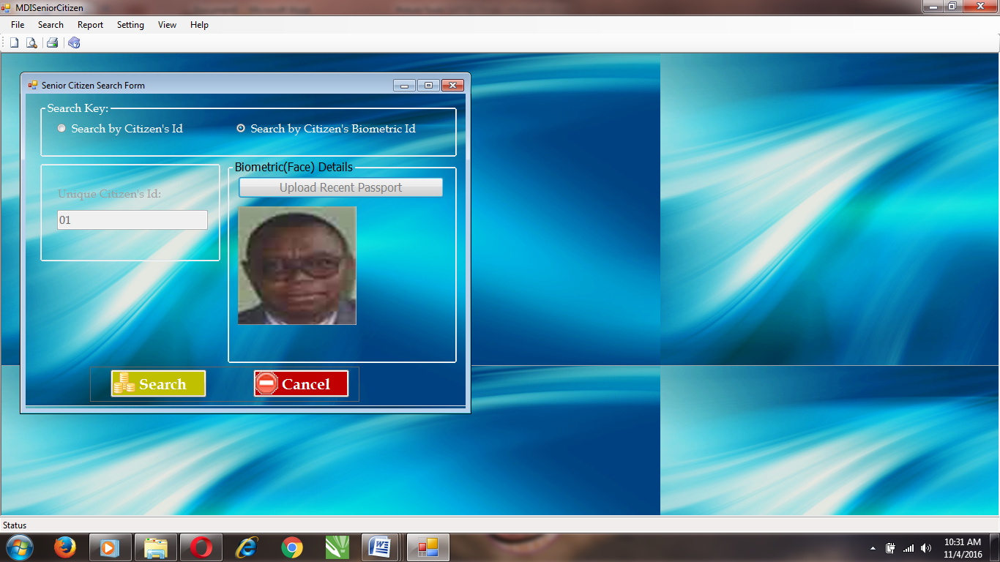 MDISeniorCitizen
File Search Report Setting View Help
Senior Citizen Search Form
Search Key:
Search by Citizen's Id
Search by Citizen's Biometric Id
Unique Citizen's Id:
01
Biometric(Face) Details
Upload Recent Passport
Search
Cancel
Status
10:31 AM
11/4/2016